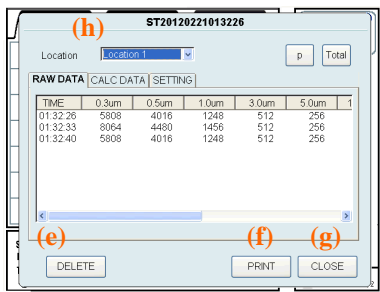 ST20120221013226
(h)
Location Location 1 p Total
RAW DATA CALC DATA SETTING
TIME 0.3um 0.5um 1.0um 3.0um 5.0um 1
01:32:26 5808 4016 1248 512 256
01:32:33 8064 4480 1456 512 256
01:32:40 5808 4016 1248 512 256
(e) (f) (g)
DELETE PRINT CLOSE